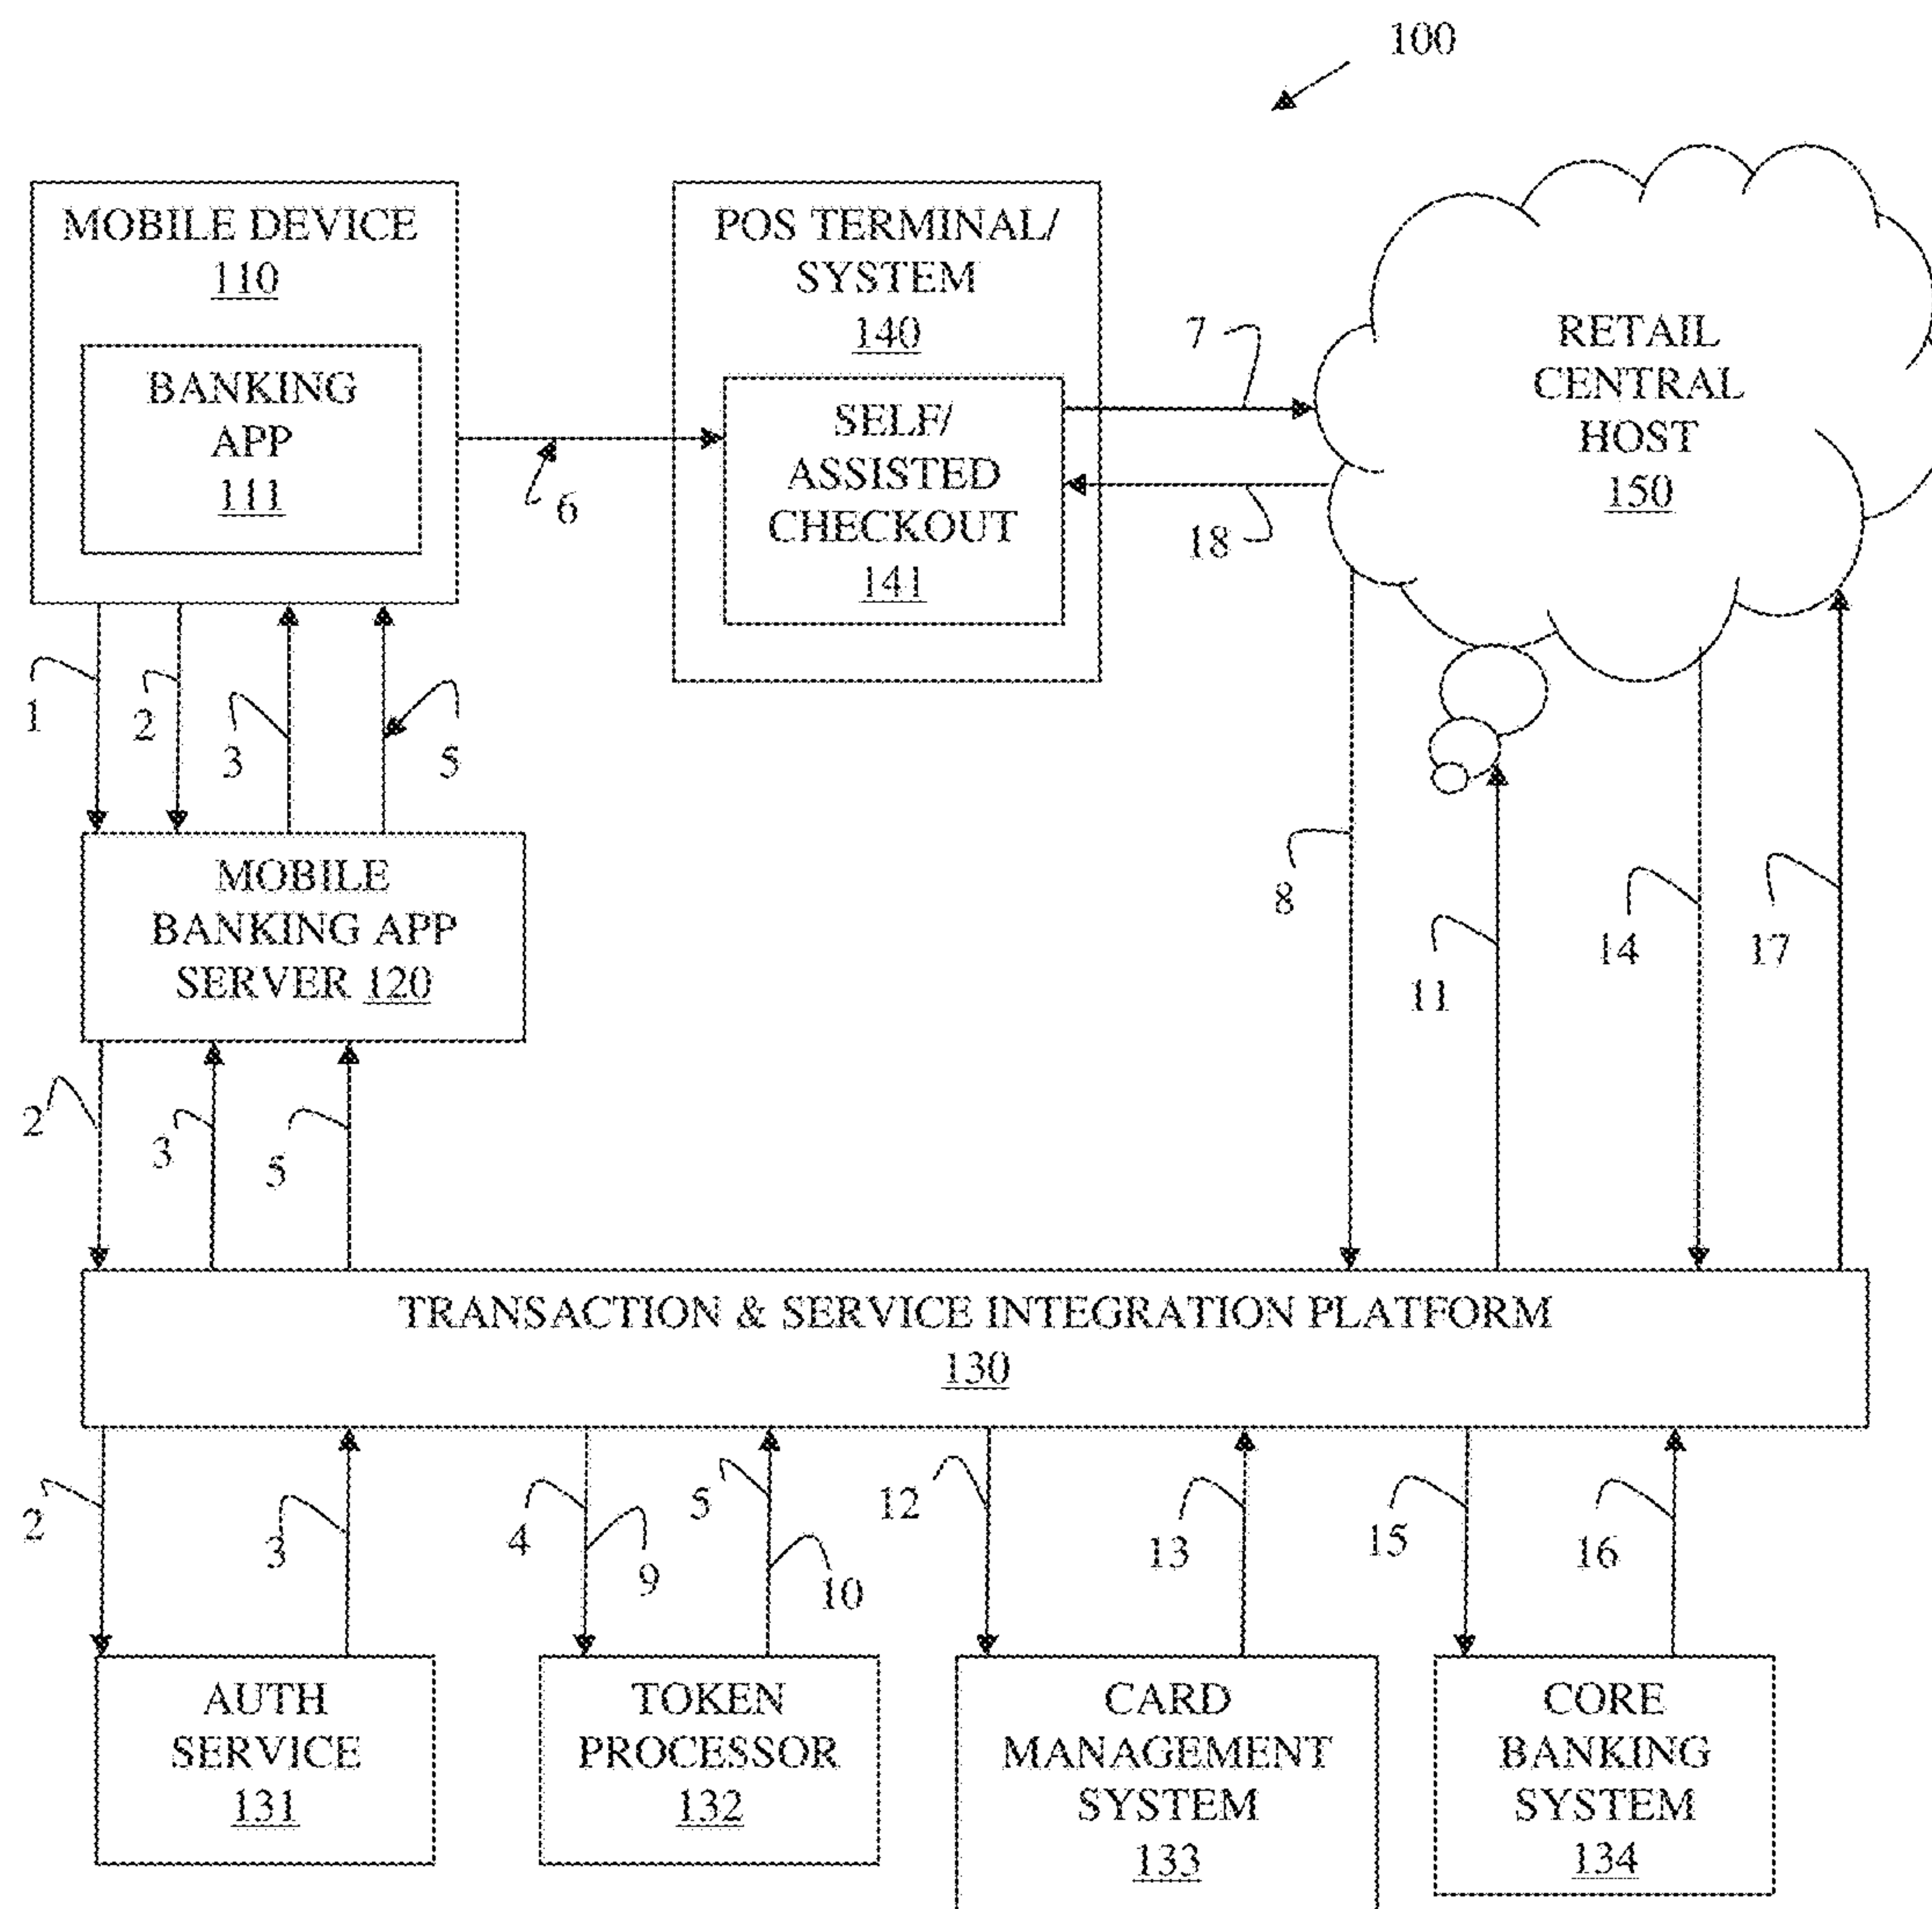 100
MOBILE DEVICE
110
BANKING
APP
111
POS TERMINAL/
SYSTEM
140
SELF/
ASSISTED
CHECKOUT
141
RETAIL
CENTRAL
HOST
150
6
7
18
1
2
3
5
MOBILE
BANKING APP
SERVER 120
8
11
14
17
2
3
5
TRANSACTION & SERVICE INTEGRATION PLATFORM
130
2
3
4
9
5
10
12
13
15
16
AUTH
SERVICE
131
TOKEN
PROCESSOR
132
CARD
MANAGEMENT
SYSTEM
133
CORE
BANKING
SYSTEM
134